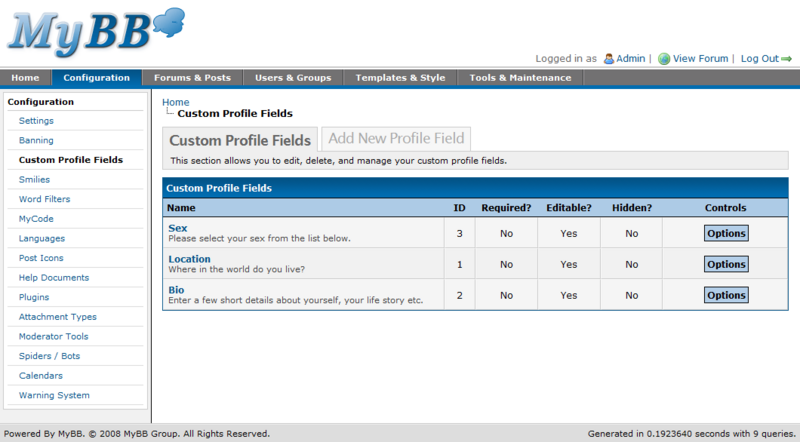 MyBB
Logged in as Admin | View Forum | Log Out
Home Configuration Forums & Posts Users & Groups Templates & Style Tools & Maintenance
Configuration
Settings
Banning
Custom Profile Fields
Smilies
Word Filters
MyCode
Languages
Post Icons
Help Documents
Plugins
Attachment Types
Moderator Tools
Spiders / Bots
Calendars
Warning System
Home
Custom Profile Fields
Custom Profile Fields Add New Profile Field
This section allows you to edit, delete, and manage your custom profile fields.
Custom Profile Fields
Name ID Required? Editable? Hidden? Controls
Sex 3 No Yes No Options
Please select your sex from the list below.
Location 1 No Yes No Options
Where in the world do you live?
Bio 2 No Yes No Options
Enter a few short details about yourself, your life story etc.
Powered By MyBB. © 2008 MyBB Group. All Rights Reserved. Generated in 0.1923640 seconds with 9 queries.